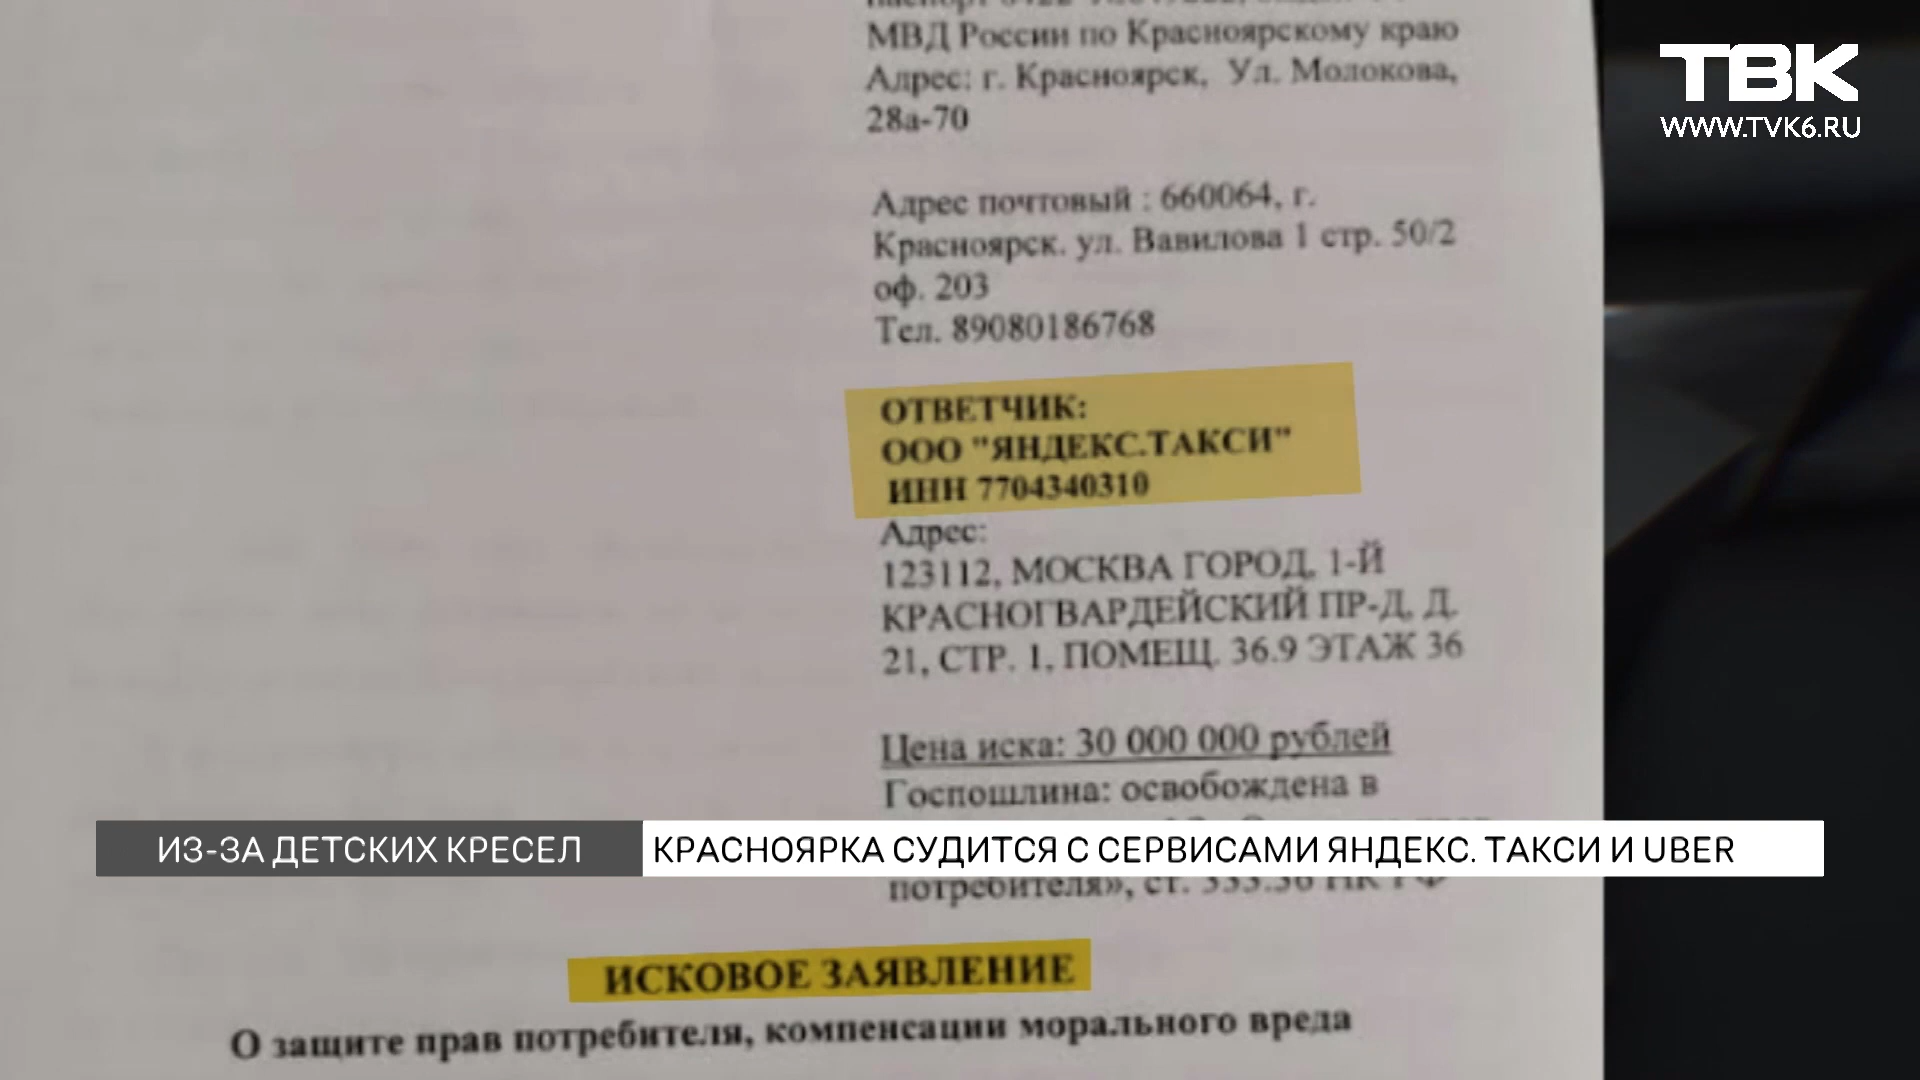 МВД России по Красноярскому краю
Адрес: г. Красноярск, Ул. Молокова,
28а-70
ТВК
WWW.TVK6.RU
Адрес почтовый : 660064, г.
Красноярск. ул. Вавилова 1 стр. 50/2
оф. 203
Тел. 89080186768
ОТВЕТЧИК:
ООО "ЯНДЕКС.ТАКСИ"
ИНН 7704340310
Адрес:
123112, МОСКВА ГОРОД, 1-Й
КРАСНОГВАРДЕЙСКИЙ ПР-Д, Д.
21, СТР. 1, ПОМЕЩ. 36.9 ЭТАЖ 36
Цена иска: 30 000 000 рублей
Госпошлина: освобождена в
ИЗ-ЗА ДЕТСКИХ КРЕСЕЛ
КРАСНОЯРКА СУДИТСЯ С СЕРВИСАМИ ЯНДЕКС. ТАКСИ И UBER
потребителя», ст. 333.36 НК РФ
ИСКОВОЕ ЗАЯВЛЕНИЕ
О защите прав потребителя, компенсации морального вреда